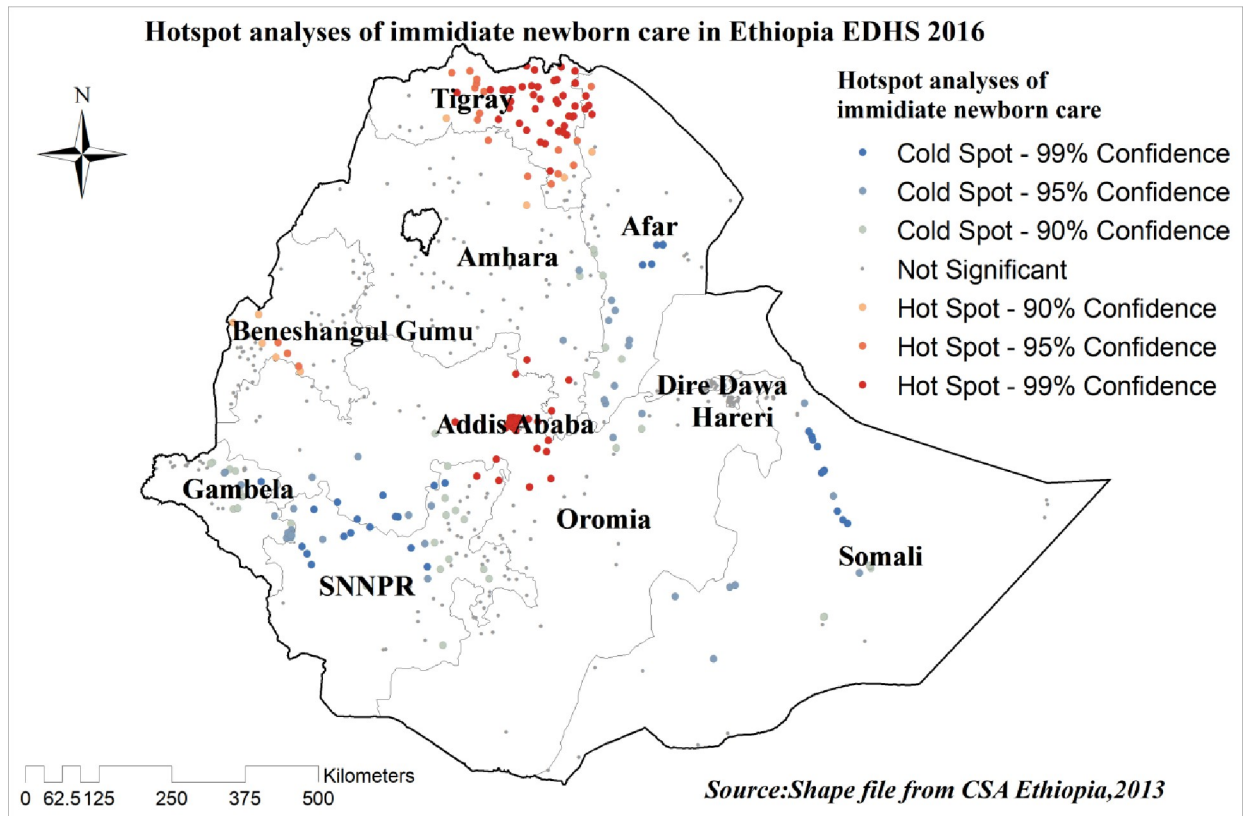 Hotspot analyses of immidiate newborn care in Ethiopia EDHS 2016
Hotspot analyses of
immidiate newborn care
Cold Spot - 99% Confidence
Cold Spot - 95% Confidence
Cold Spot - 90% Confidence
Not Significant
Hot Spot - 90% Confidence
Hot Spot - 95% Confidence
Hot Spot - 99% Confidence
N
Tigray
Afar
Amhara
Beneshangul Gumu
Dire Dawa
Hareri
Addis Ababa
Gambela
Oromia
Somali
SNNPR
Kilometers
0 62.5 125 250 375 500
Source:Shape file from CSA Ethiopia,2013